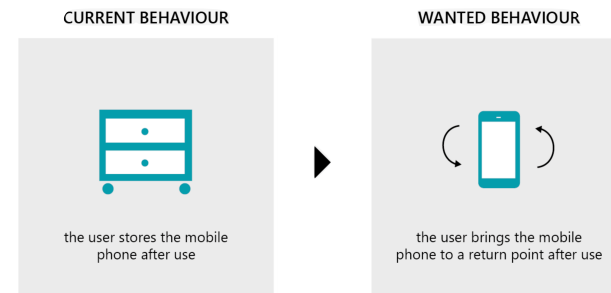 CURRENT BEHAVIOUR
WANTED BEHAVIOUR
the user stores the mobile
phone after use
the user brings the mobile
phone to a return point after use